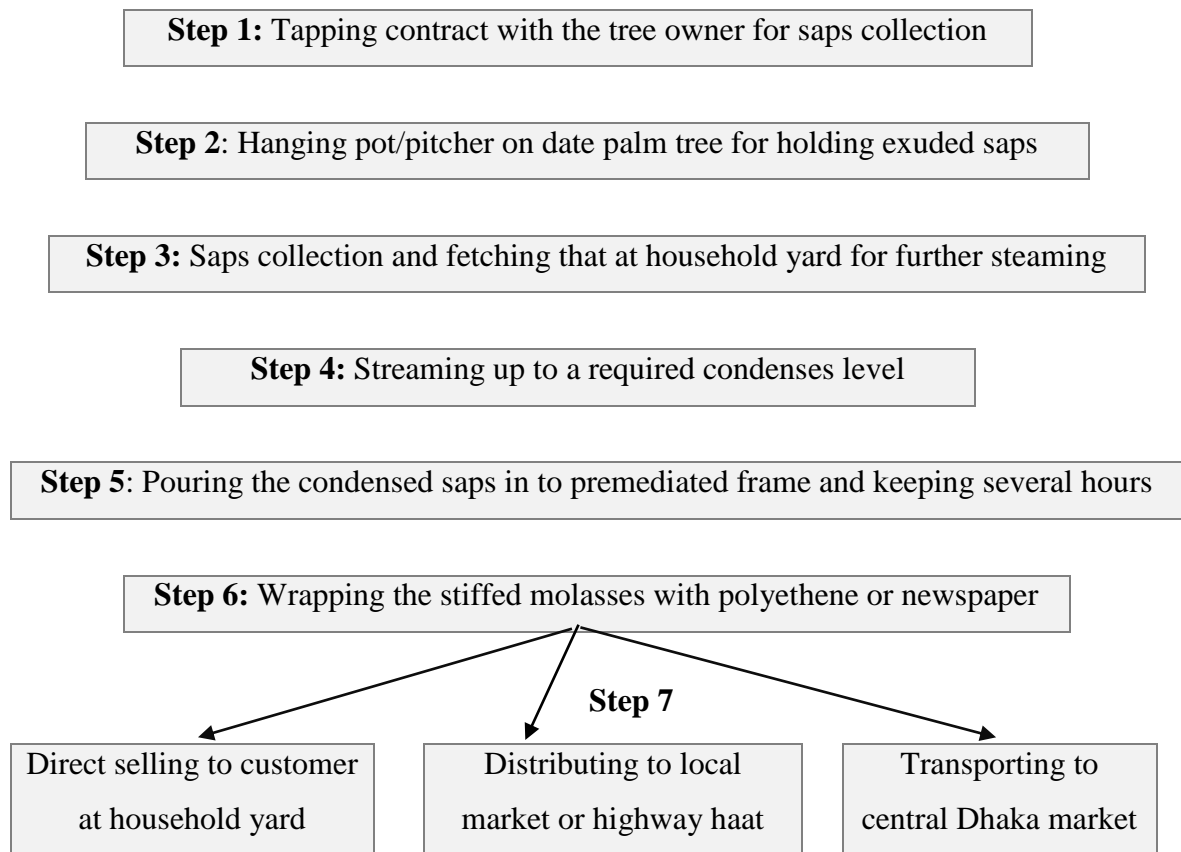 Step 1: Tapping contract with the tree owner for saps collection
Step 2: Hanging pot/pitcher on date palm tree for holding exuded saps
Step 3: Saps collection and fetching that at household yard for further steaming
Step 4: Streaming up to a required condenses level
Step 5: Pouring the condensed saps in to premediated frame and keeping several hours
Step 6: Wrapping the stiffed molasses with polyethene or newspaper
Step 7
Direct selling to customer
at household yard
Distributing to local
market or highway haat
Transporting to
central Dhaka market